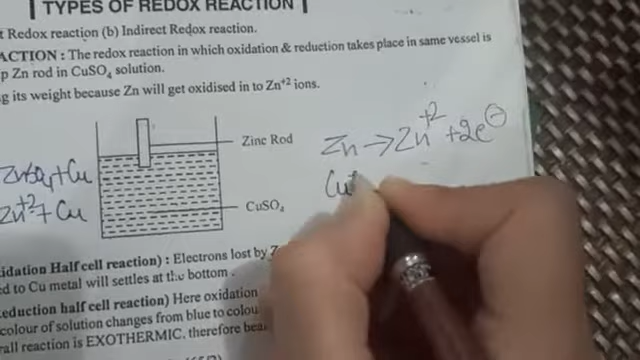 TYPES OF REDOX REACTION
t Redox reaction (b) Indirect Redox reaction.
ACTION : The redox reaction in which oxidation & reduction takes place in same vessel is
p Zn rod in CuSO₄ solution.
g its weight because Zn will get oxidised in to Zn⁺² ions.
Zinc Rod
CuSO₄
ZnSO₄+Cu
Zn⁺²+Cu
Zn → Zn⁺² + 2e⊖
Cu⁺
idation Half cell reaction) : Electrons lost by
ed to Cu metal will settles at the bottom .
eduction half cell reaction) Here oxidation
colour of solution changes from blue to colou
rall reaction is EXOTHERMIC, therefore bea